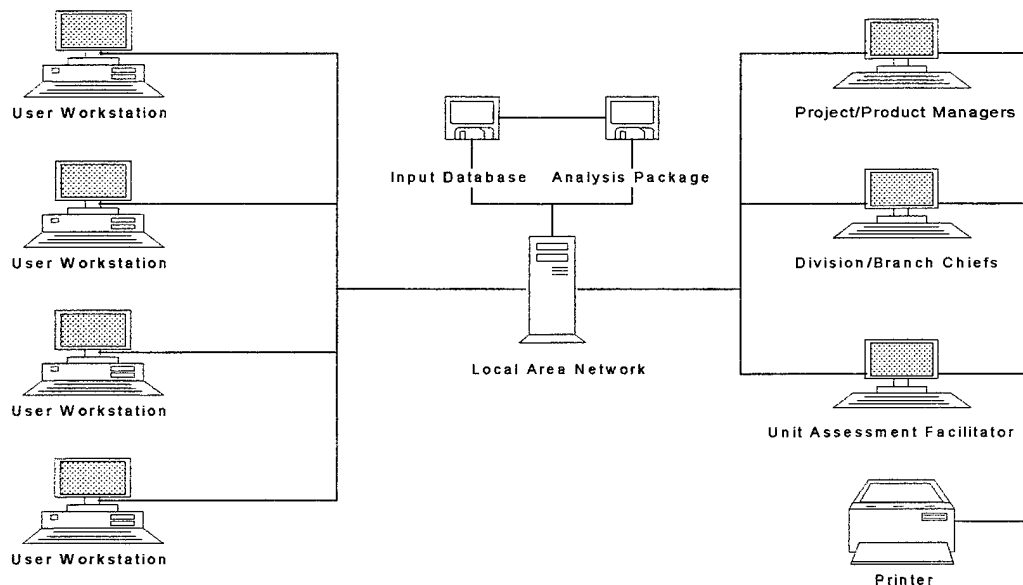 User Workstation
User Workstation
User Workstation
User Workstation
Input Database
Analysis Package
Local Area Network
Project/Product Managers
Division/Branch Chiefs
Unit Assessment Facilitator
Printer